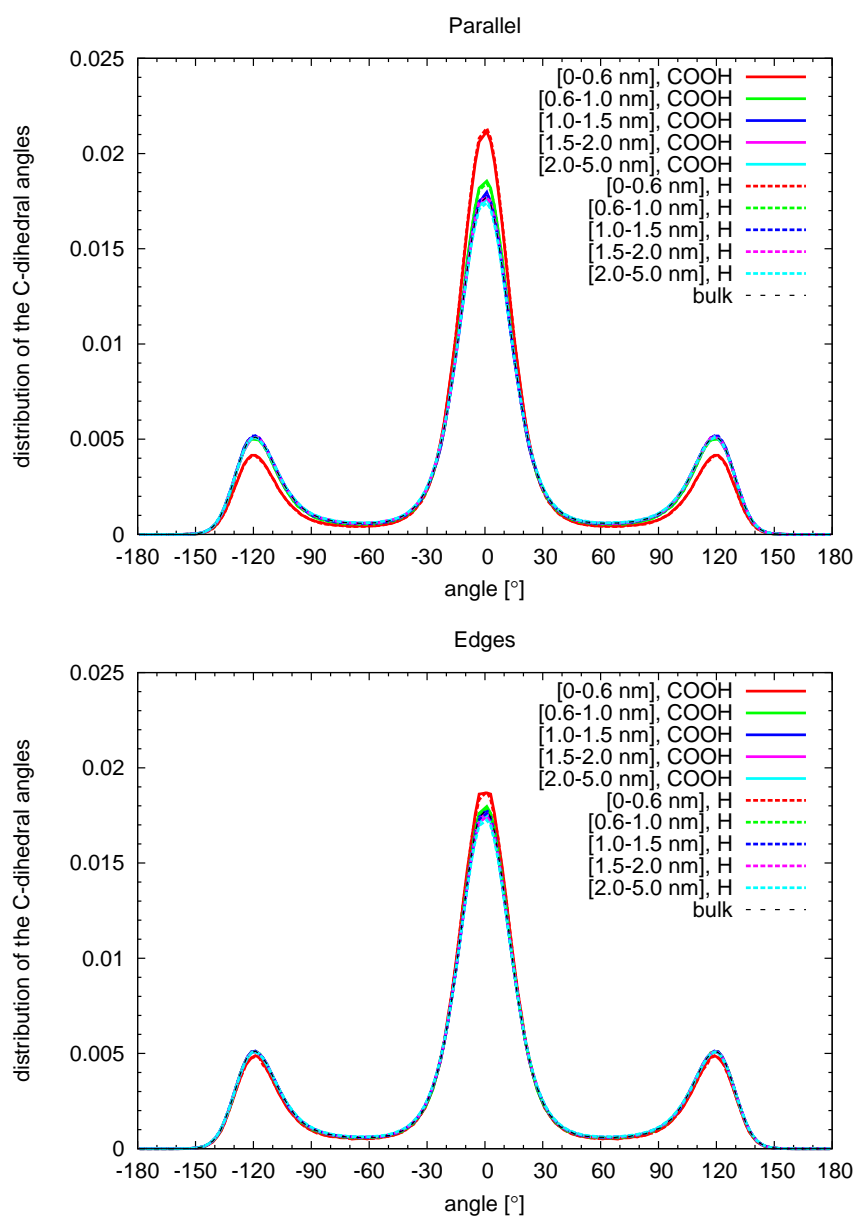 Parallel
distribution of the C-dihedral angles
0.025
0.02
0.015
0.01
0.005
0
[0-0.6 nm], COOH
[0.6-1.0 nm], COOH
[1.0-1.5 nm], COOH
[1.5-2.0 nm], COOH
[2.0-5.0 nm], COOH
[0-0.6 nm], H
[0.6-1.0 nm], H
[1.0-1.5 nm], H
[1.5-2.0 nm], H
[2.0-5.0 nm], H
bulk
-180 -150 -120 -90 -60 -30 0 30 60 90 120 150 180
angle [°]
Edges
distribution of the C-dihedral angles
0.025
0.02
0.015
0.01
0.005
0
[0-0.6 nm], COOH
[0.6-1.0 nm], COOH
[1.0-1.5 nm], COOH
[1.5-2.0 nm], COOH
[2.0-5.0 nm], COOH
[0-0.6 nm], H
[0.6-1.0 nm], H
[1.0-1.5 nm], H
[1.5-2.0 nm], H
[2.0-5.0 nm], H
bulk
-180 -150 -120 -90 -60 -30 0 30 60 90 120 150 180
angle [°]